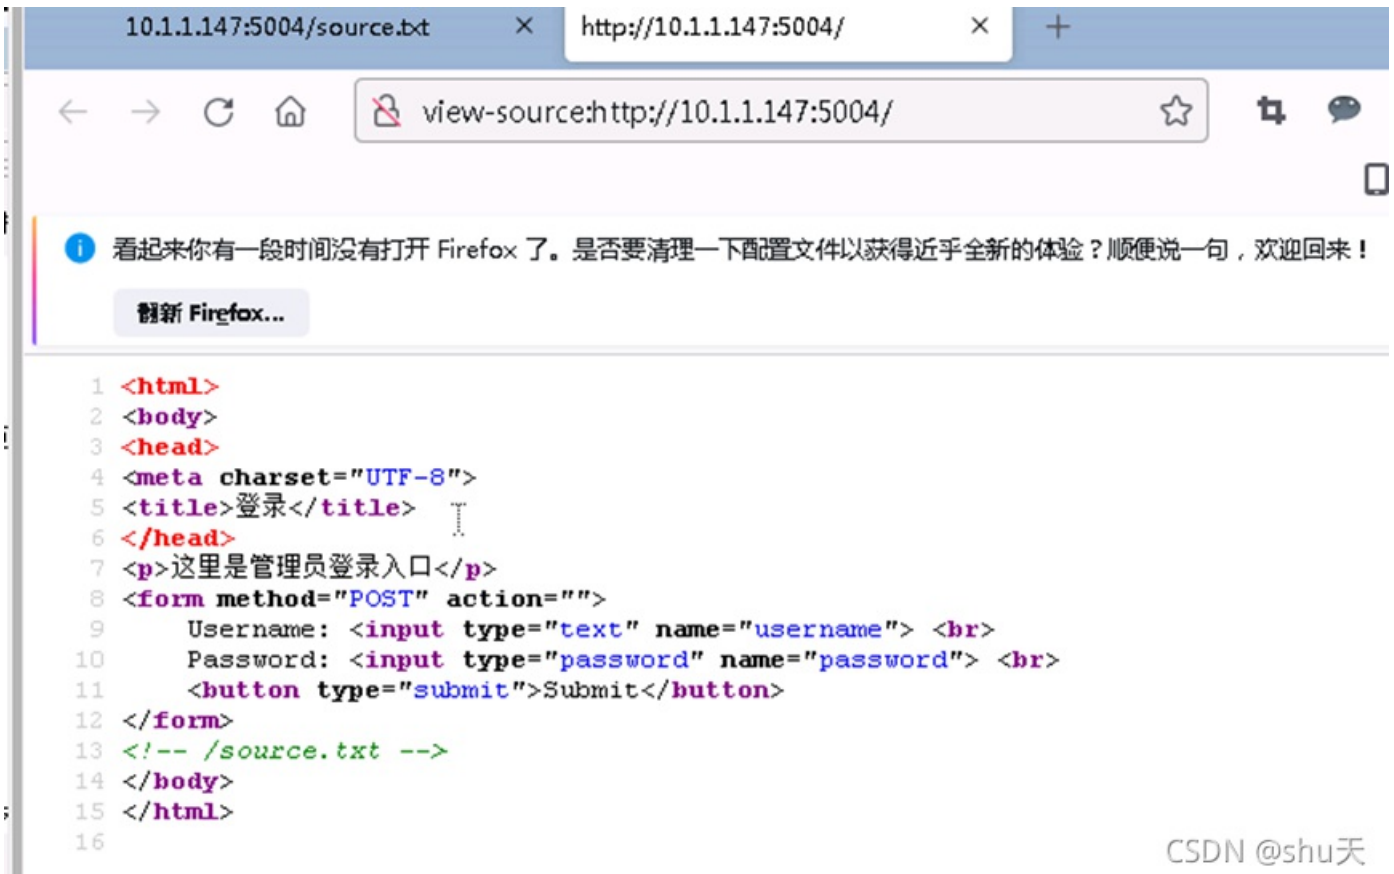 10.1.1.147:5004/source.txt
http://10.1.1.147:5004/
view-source:http://10.1.1.147:5004/
看起来你有一段时间没有打开 Firefox 了。是否要清理一下配置文件以获得近乎全新的体验？顺便说一句，欢迎回来！
翻新 Firefox...
1 <html>
2 <body>
3 <head>
4 <meta charset="UTF-8">
5 <title>登录</title>
6 </head>
7 <p>这里是管理员登录入口</p>
8 <form method="POST" action="">
9 Username: <input type="text" name="username"> <br>
10 Password: <input type="password" name="password"> <br>
11 <button type="submit">Submit</button>
12 </form>
13 <!-- /source.txt -->
14 </body>
15 </html>
16
CSDN @shu天